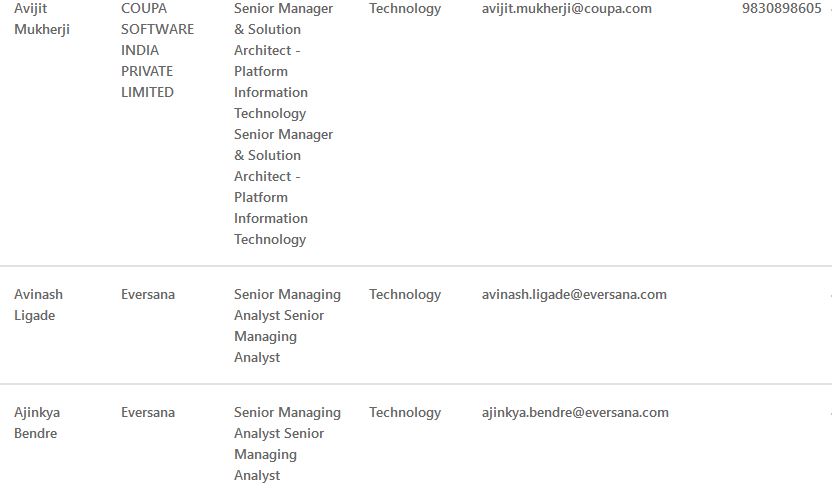 Avijit COUPA Senior Manager Technology avijit.mukherji@coupa.com 9830898605
Mukherji SOFTWARE & Solution
INDIA Architect -
PRIVATE Platform
LIMITED Information
Technology
Senior Manager
& Solution
Architect -
Platform
Information
Technology
Avinash Eversana Senior Managing Technology avinash.ligade@eversana.com
Ligade Analyst Senior
Managing
Analyst
Ajinkya Eversana Senior Managing Technology ajinkya.bendre@eversana.com
Bendre Analyst Senior
Managing
Analyst